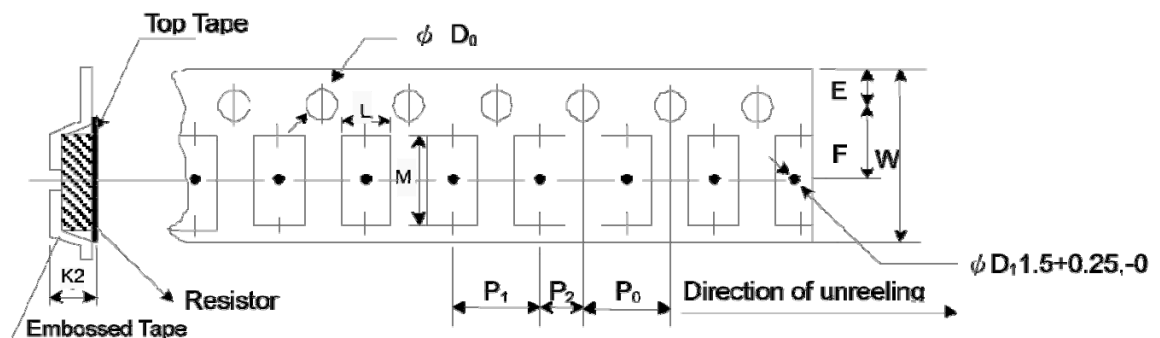 Top Tape
ϕ D₀
L
E
M
F
W
K2
Resistor
Embossed Tape
P₁
P₂
P₀
Direction of unreeling
ϕ D₁ 1.5+0.25,-0